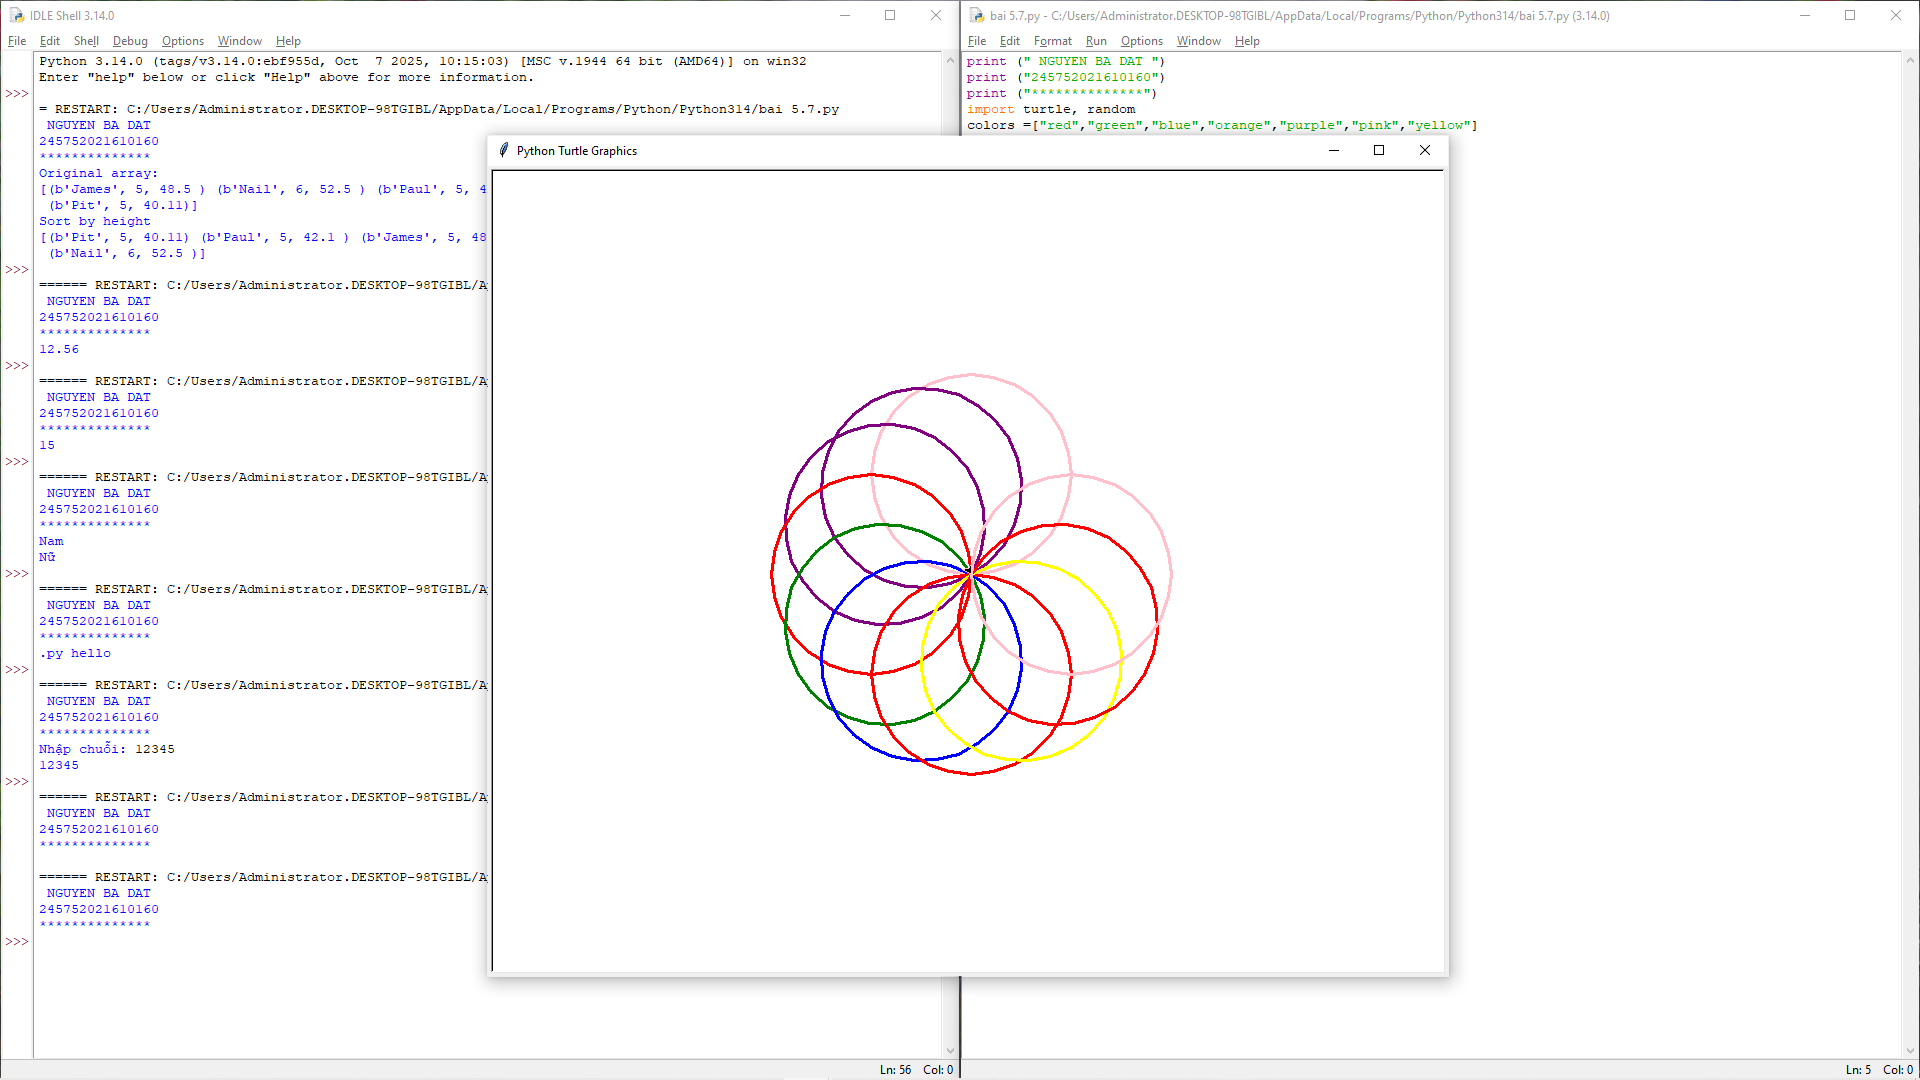 IDLE Shell 3.14.0
File Edit Shell Debug Options Window Help
Python 3.14.0 (tags/v3.14.0:ebf955d, Oct  7 2025, 10:15:03) [MSC v.1944 64 bit (AMD64)] on win32
Enter "help" below or click "Help" above for more information.
>>>
= RESTART: C:/Users/Administrator.DESKTOP-98TGIBL/AppData/Local/Programs/Python/Python314/bai 5.7.py
NGUYEN BA DAT
245752021610160
**************
Original array:
[(b'James', 5, 48.5 ) (b'Nail', 6, 52.5 ) (b'Paul', 5, 4
(b'Pit', 5, 40.11)]
Sort by height
[(b'Pit', 5, 40.11) (b'Paul', 5, 42.1 ) (b'James', 5, 48
(b'Nail', 6, 52.5 )]
>>>
====== RESTART: C:/Users/Administrator.DESKTOP-98TGIBL/A
NGUYEN BA DAT
245752021610160
**************
12.56
>>>
====== RESTART: C:/Users/Administrator.DESKTOP-98TGIBL/A
NGUYEN BA DAT
245752021610160
**************
15
>>>
====== RESTART: C:/Users/Administrator.DESKTOP-98TGIBL/A
NGUYEN BA DAT
245752021610160
**************
Nam
Nữ
>>>
====== RESTART: C:/Users/Administrator.DESKTOP-98TGIBL/A
NGUYEN BA DAT
245752021610160
**************
.py hello
>>>
====== RESTART: C:/Users/Administrator.DESKTOP-98TGIBL/A
NGUYEN BA DAT
245752021610160
**************
Nhập chuỗi: 12345
12345
>>>
====== RESTART: C:/Users/Administrator.DESKTOP-98TGIBL/A
NGUYEN BA DAT
245752021610160
**************
====== RESTART: C:/Users/Administrator.DESKTOP-98TGIBL/A
NGUYEN BA DAT
245752021610160
**************
>>>
Ln: 56 Col: 0
bai 5.7.py - C:/Users/Administrator.DESKTOP-98TGIBL/AppData/Local/Programs/Python/Python314/bai 5.7.py (3.14.0)
File Edit Format Run Options Window Help
print (" NGUYEN BA DAT ")
print ("245752021610160")
print ("**************")
import turtle, random
colors =["red","green","blue","orange","purple","pink","yellow"]
Python Turtle Graphics
Ln: 5 Col: 0